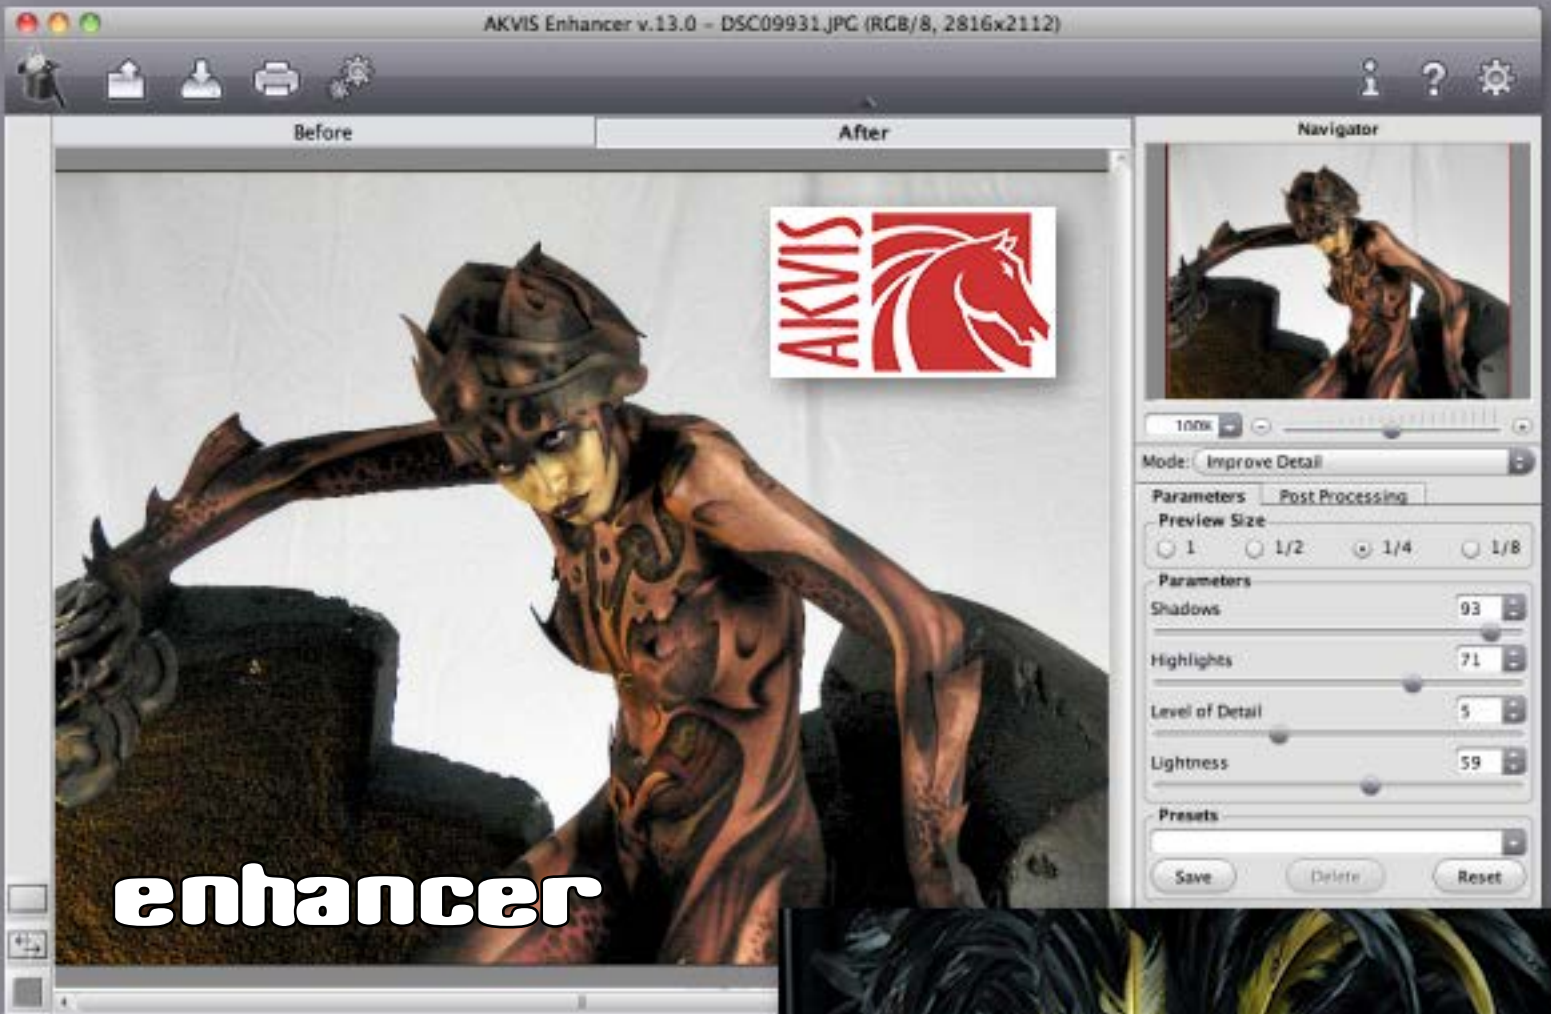 AKVIS Enhancer v.13.0 – DSC09931.JPG (RGB/8, 2816x2112)
Before
After
Navigator
AKVIS
100%
Mode: Improve Detail
Parameters
Post Processing
Preview Size
1
1/2
1/4
1/8
Parameters
Shadows
93
Highlights
71
Level of Detail
5
Lightness
59
Presets
Save
Delete
Reset
enhancer